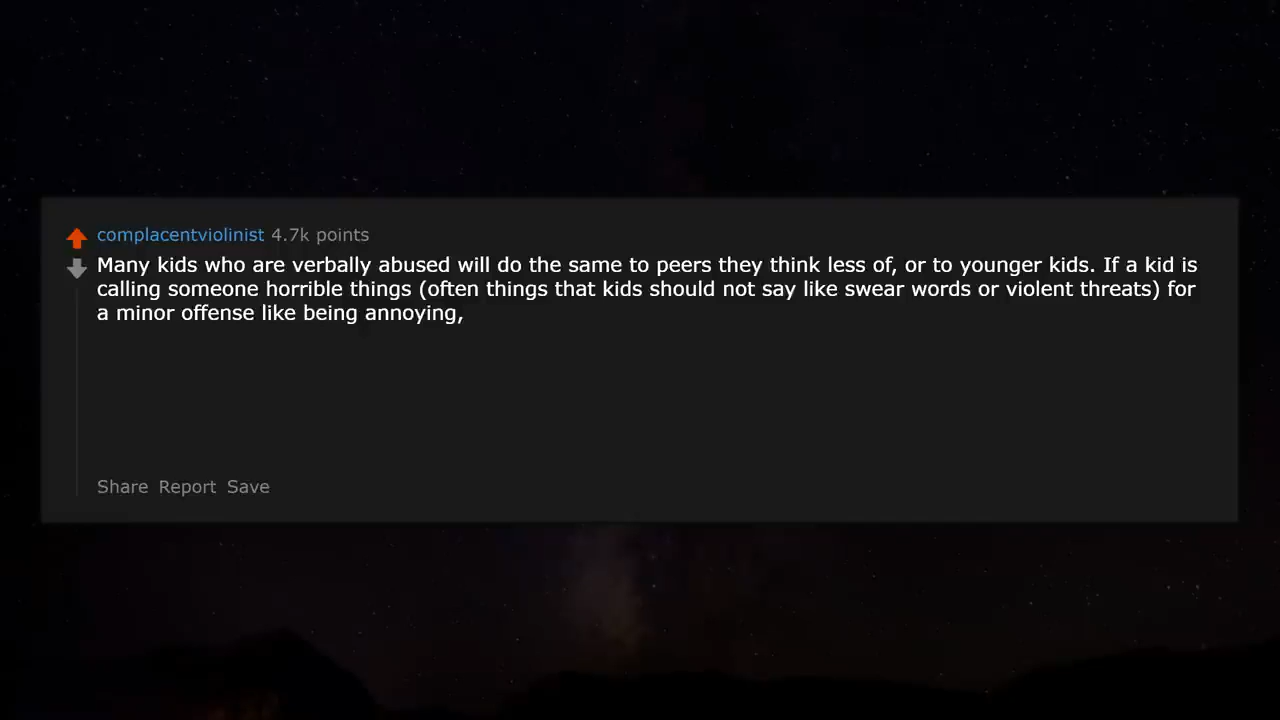 complacentviolinist 4.7k points
Many kids who are verbally abused will do the same to peers they think less of, or to younger kids. If a kid is
calling someone horrible things (often things that kids should not say like swear words or violent threats) for
a minor offense like being annoying,
Share Report Save